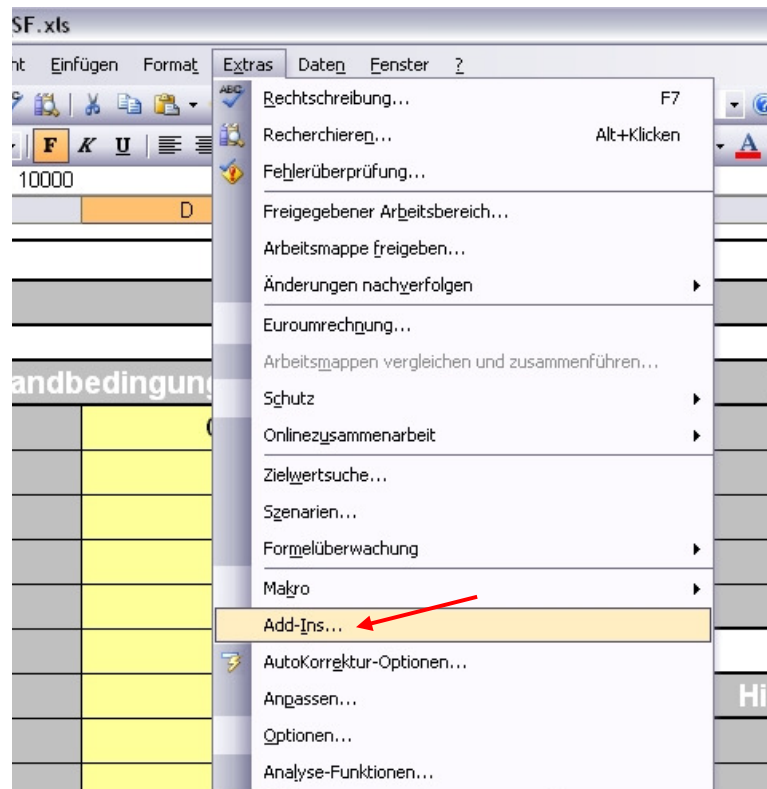 SF.xls
ht Einfügen Format Extras Daten Fenster ?
F K U A
10000
D
andbedingung
Hi
ABC Rechtschreibung... F7
Recherchieren... Alt+Klicken
Fehlerüberprüfung...
Freigegebener Arbeitsbereich...
Arbeitsmappe freigeben...
Änderungen nachverfolgen
Euroumrechnung...
Arbeitsmappen vergleichen und zusammenführen...
Schutz
Onlinezusammenarbeit
Zielwertsuche...
Szenarien...
Formelüberwachung
Makro
Add-Ins...
AutoKorrektur-Optionen...
Anpassen...
Optionen...
Analyse-Funktionen...